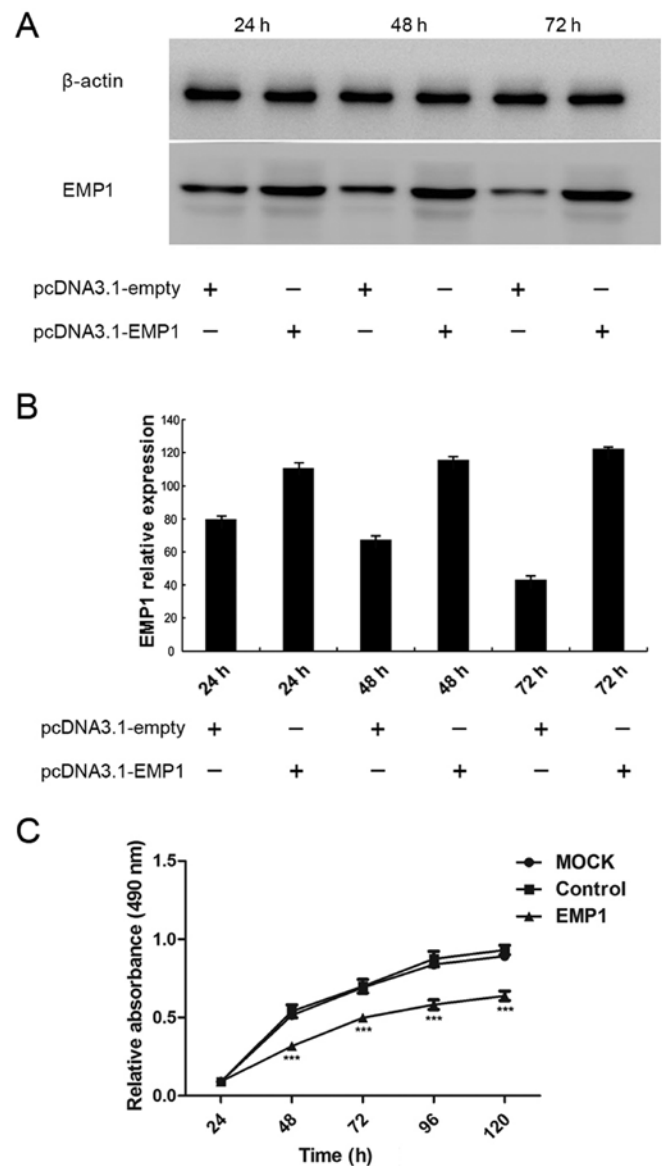 A
24 h 48 h 72 h
β-actin
EMP1
pcDNA3.1-empty + – + – + –
pcDNA3.1-EMP1 – + – + – +
B
EMP1 relative expression
140
120
100
80
60
40
20
0
24 h 24 h 48 h 48 h 72 h 72 h
pcDNA3.1-empty + – + – + –
pcDNA3.1-EMP1 – + – + – +
C
Relative absorbance (490 nm)
1.5
1.0
0.5
0.0
MOCK
Control
EMP1
*** *** *** ***
24 48 72 96 120
Time (h)